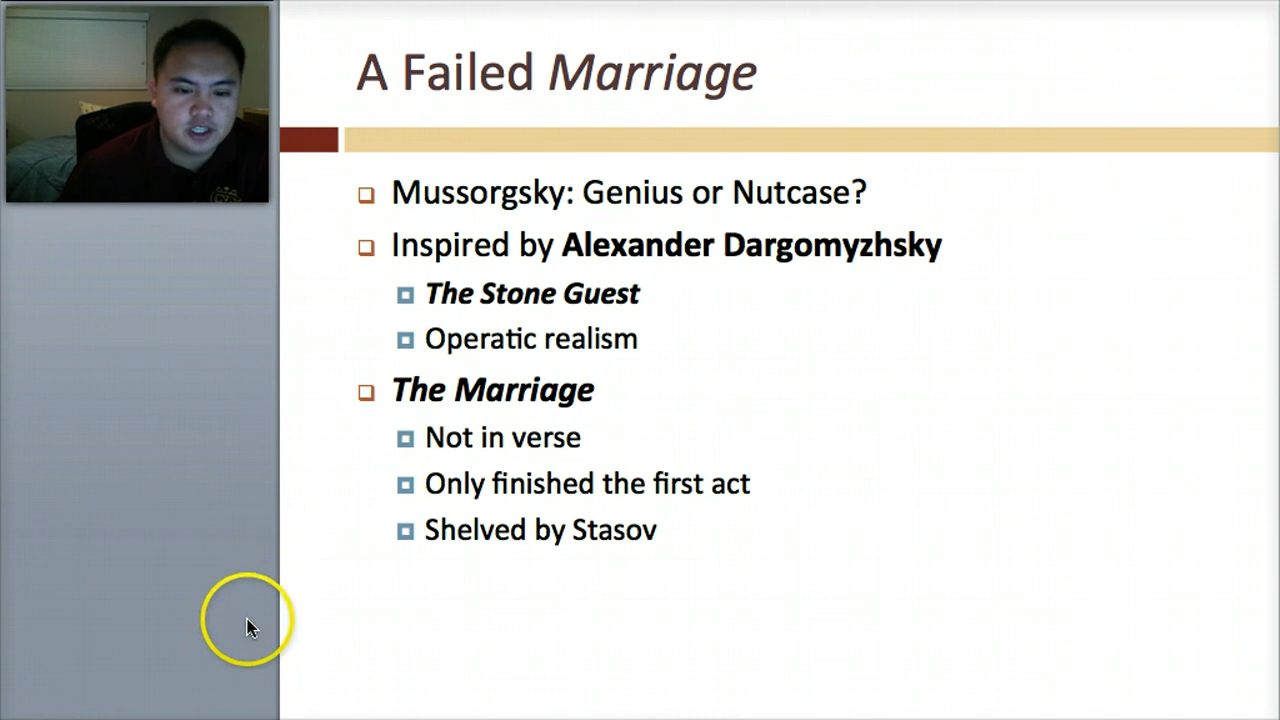 A Failed Marriage
Mussorgsky: Genius or Nutcase?
Inspired by Alexander Dargomyzhsky
The Stone Guest
Operatic realism
The Marriage
Not in verse
Only finished the first act
Shelved by Stasov